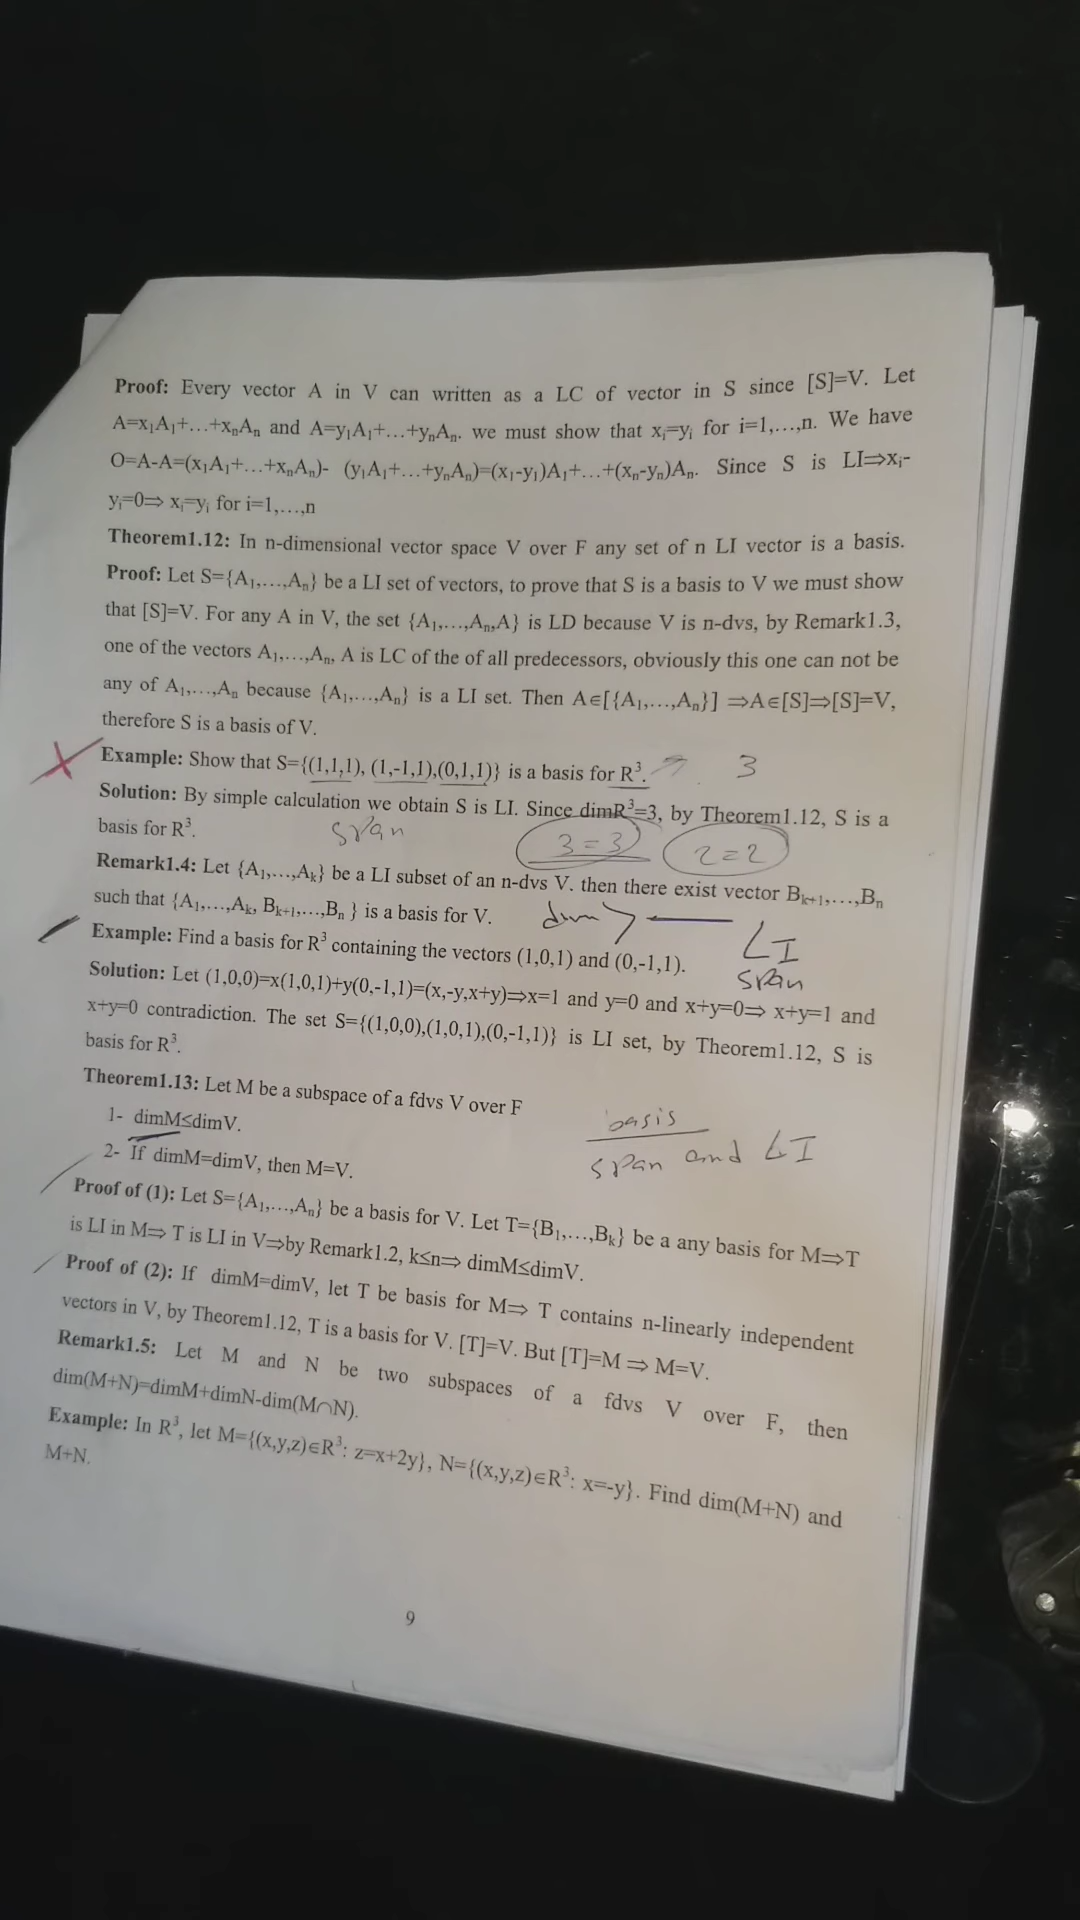 Proof: Every vector A in V can written as a LC of vector in S since [S]=V. Let
A=x₁A₁+…+xₙAₙ and A=y₁A₁+…+yₙAₙ. we must show that xᵢ=yᵢ for i=1,…,n. We have
O=A-A=(x₁A₁+…+xₙAₙ)- (y₁A₁+…+yₙAₙ)=(x₁-y₁)A₁+…+(xₙ-yₙ)Aₙ. Since S is LI⇒xᵢ-
yᵢ=0⇒ xᵢ=yᵢ for i=1,…,n
Theorem1.12: In n-dimensional vector space V over F any set of n LI vector is a basis.
Proof: Let S={A₁,…,Aₙ} be a LI set of vectors, to prove that S is a basis to V we must show
that [S]=V. For any A in V, the set {A₁,…,Aₙ,A} is LD because V is n-dvs, by Remark1.3,
one of the vectors A₁,…,Aₙ, A is LC of the of all predecessors, obviously this one can not be
any of A₁,…,Aₙ because {A₁,…,Aₙ} is a LI set. Then A∈[{A₁,…,Aₙ}] ⇒A∈[S]⇒[S]=V,
therefore S is a basis of V.
Example: Show that S={(1,1,1), (1,-1,1),(0,1,1)} is a basis for R³. 3
Solution: By simple calculation we obtain S is LI. Since dimR³=3, by Theorem1.12, S is a
basis for R³. span 3=3 2=2
Remark1.4: Let {A₁,…,Aₖ} be a LI subset of an n-dvs V. then there exist vector Bₖ₊₁,…,Bₙ
such that {A₁,…,Aₖ, Bₖ₊₁,…,Bₙ } is a basis for V. dim LI
Example: Find a basis for R³ containing the vectors (1,0,1) and (0,-1,1). span
Solution: Let (1,0,0)=x(1,0,1)+y(0,-1,1)=(x,-y,x+y)⇒x=1 and y=0 and x+y=0⇒ x+y=1 and
x+y=0 contradiction. The set S={(1,0,0),(1,0,1),(0,-1,1)} is LI set, by Theorem1.12, S is
basis for R³.
Theorem1.13: Let M be a subspace of a fdvs V over F
1- dimM≤dimV. basis
2- If dimM=dimV, then M=V. span and LI
Proof of (1): Let S={A₁,…,Aₙ} be a basis for V. Let T={B₁,…,Bₖ} be a any basis for M⇒T
is LI in M⇒ T is LI in V⇒by Remark1.2, k≤n⇒ dimM≤dimV.
Proof of (2): If dimM=dimV, let T be basis for M⇒ T contains n-linearly independent
vectors in V, by Theorem1.12, T is a basis for V. [T]=V. But [T]=M ⇒ M=V.
Remark1.5: Let M and N be two subspaces of a fdvs V over F, then
dim(M+N)=dimM+dimN-dim(M∩N).
Example: In R³, let M={(x,y,z)∈R³: z=x+2y}, N={(x,y,z)∈R³: x=-y}. Find dim(M+N) and
M+N.
9